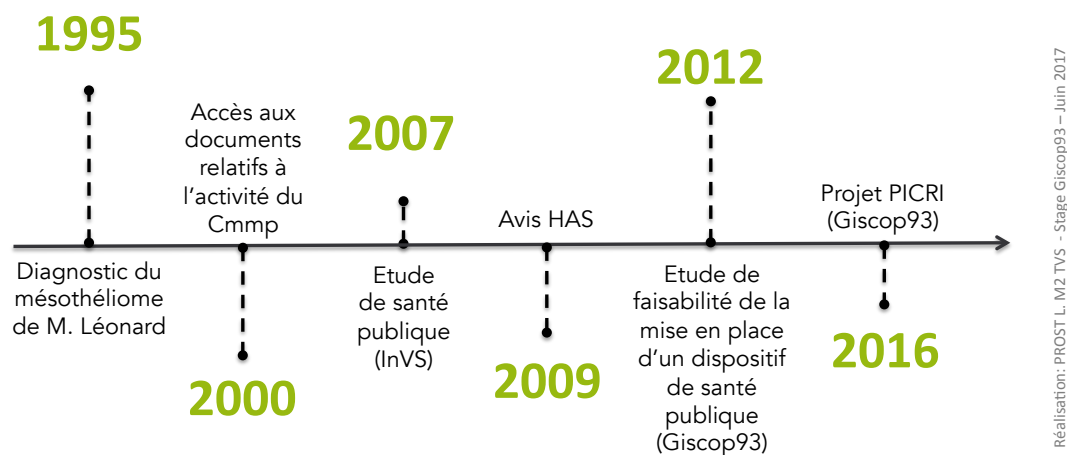 1995
Diagnostic du
mésothéliome
de M. Léonard
Accès aux
documents
relatifs à
l’activité du
Cmmp
2000
2007
Etude
de santé
publique
(InVS)
Avis HAS
2009
2012
Etude de
faisabilité de la
mise en place
d’un dispositif
de santé
publique
(Giscop93)
Projet PICRI
(Giscop93)
2016
Réalisation: PROST L. M2 TVS - Stage Giscop93 – Juin 2017